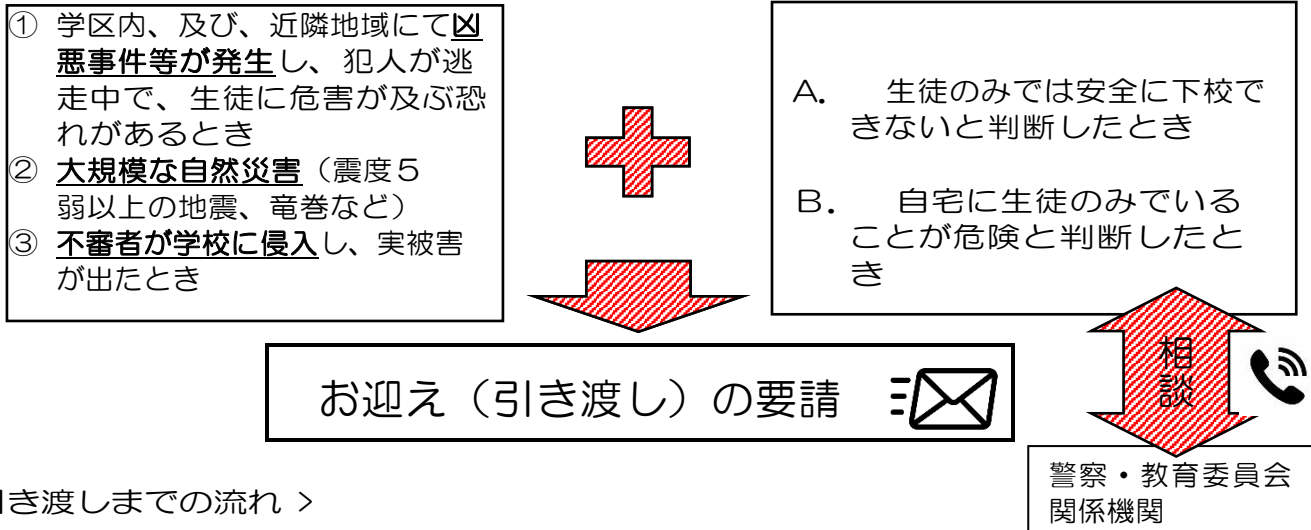 ① 学区内、及び、近隣地域にて凶
悪事件等が発生し、犯人が逃
走中で、生徒に危害が及ぶ恐
れがあるとき
② 大規模な自然災害（震度５
弱以上の地震、竜巻など）
③ 不審者が学校に侵入し、実被害
が出たとき
A. 生徒のみでは安全に下校で
きないと判断したとき
B. 自宅に生徒のみでいる
ことが危険と判断したと
き
お迎え（引き渡し）の要請
相
談
警察・教育委員会
関係機関
き渡しまでの流れ >